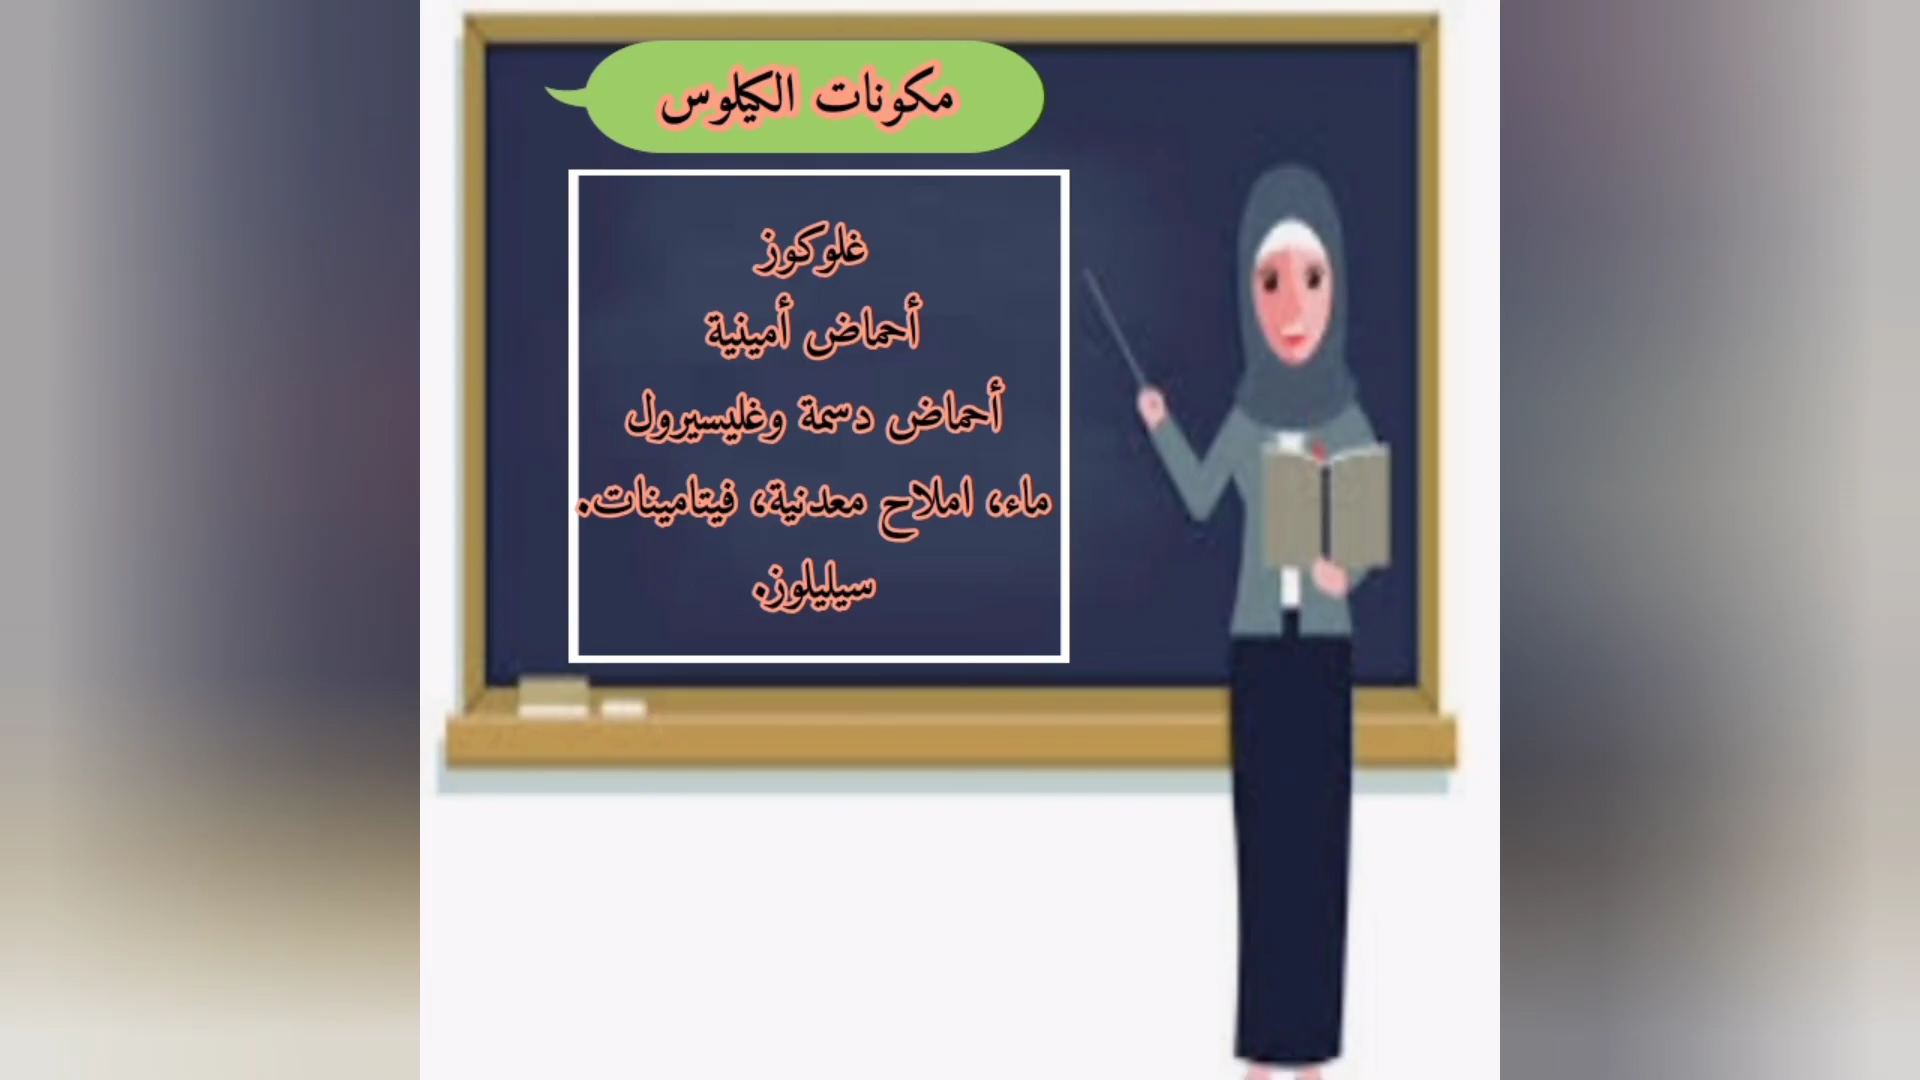 مكونات الكيلوس
غلوكوز
أحماض أمينية
أحماض دسمة وغليسيرول
ماء، املاح معدنية، فيتامينات.
سيليلوز.